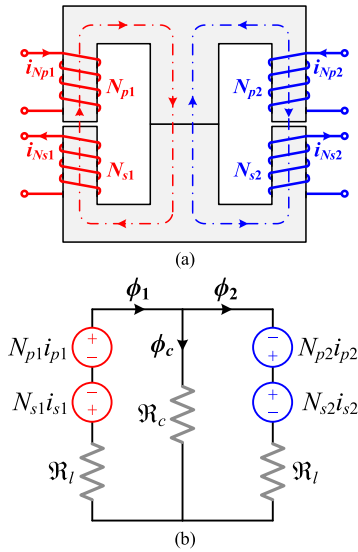 i_Np1
N_p1
N_p2
i_Np2
i_Ns1
N_s1
N_s2
i_Ns2
(a)
ϕ_1
ϕ_2
ϕ_c
N_p1 i_p1
+
−
−
+
N_p2 i_p2
N_s1 i_s1
−
+
−
+
N_s2 i_s2
ℜ_l
ℜ_c
ℜ_l
(b)